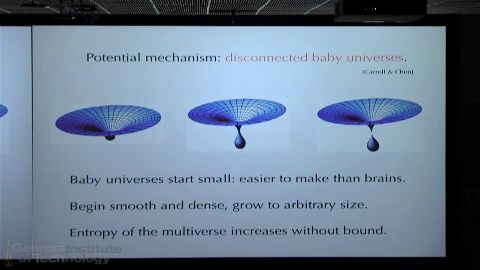 Potential mechanism: disconnected baby universes.
(Carroll & Chen)
Baby universes start small: easier to make than brains.
Begin smooth and dense, grow to arbitrary size.
Entropy of the multiverse increases without bound.
Georgia Institute
of Technology